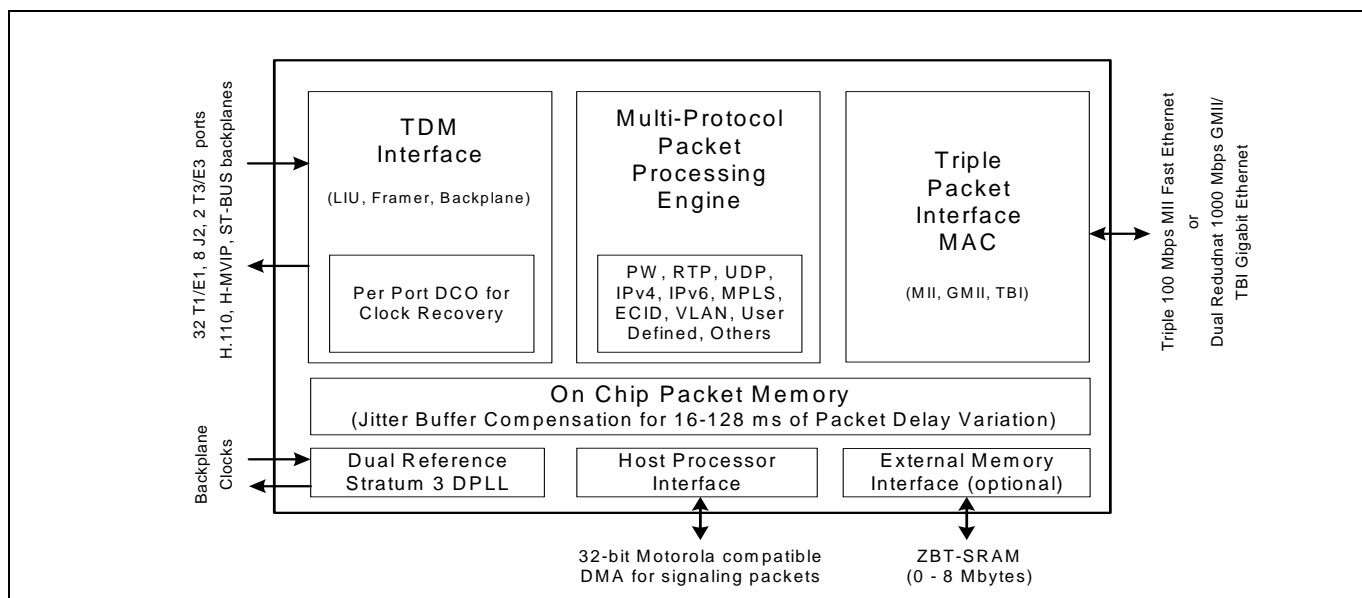 32 T1/E1, 8 J2, 2 T3/E3 ports
H.110, H-MVIP, ST-BUS backplanes
TDM
Interface
(LIU, Framer, Backplane)
Per Port DCO for
Clock Recovery
Multi-Protocol
Packet
Processing
Engine
PW, RTP, UDP,
IPv4, IPv6, MPLS,
ECID, VLAN, User
Defined, Others
Triple
Packet
Interface
MAC
(MII, GMII, TBI)
Triple 100 Mbps MII Fast Ethernet
or
Dual Redudnat 1000 Mbps GMII/
TBI Gigabit Ethernet
On Chip Packet Memory
(Jitter Buffer Compensation for 16-128 ms of Packet Delay Variation)
Backplane
Clocks
Dual Reference
Stratum 3 DPLL
Host Processor
Interface
External Memory
Interface (optional)
32-bit Motorola compatible
DMA for signaling packets
ZBT-SRAM
(0 - 8 Mbytes)